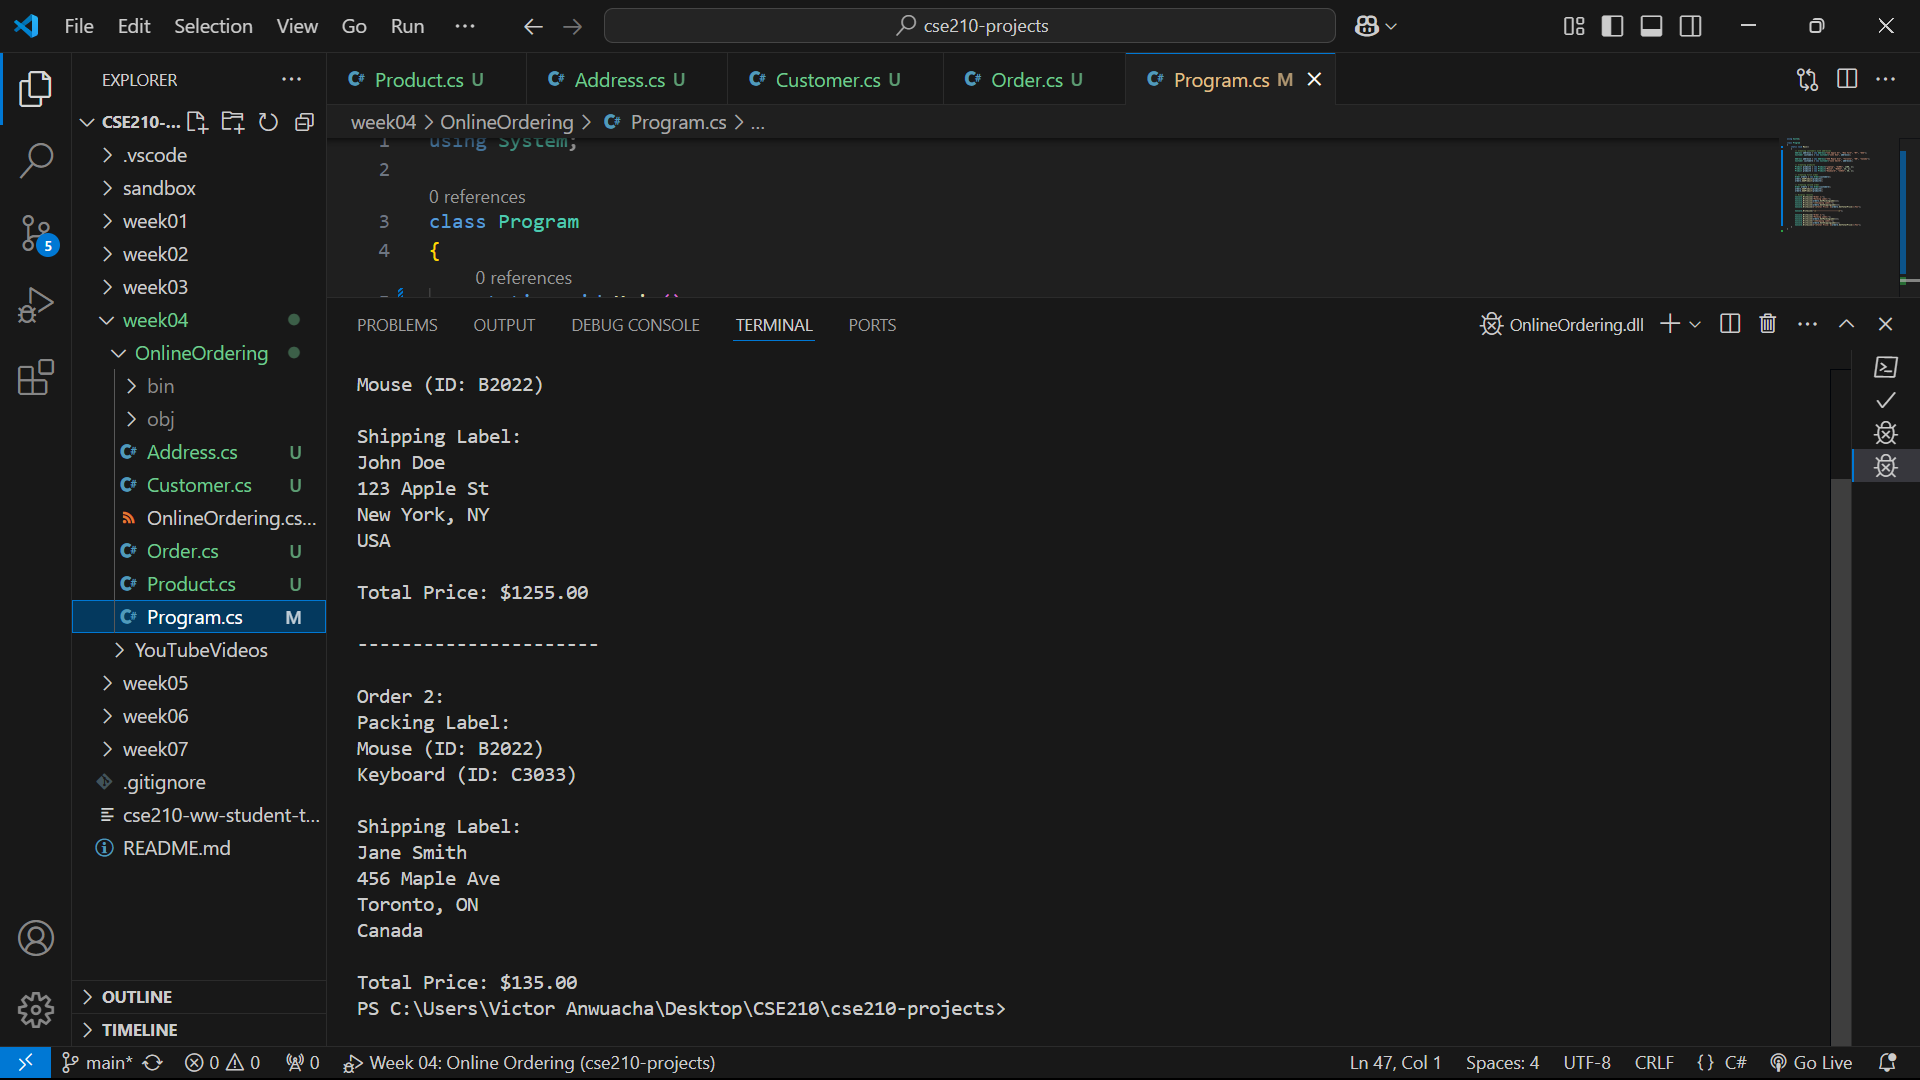 File Edit Selection View Go Run ... cse210-projects
EXPLORER ...
Product.cs U Address.cs U Customer.cs U Order.cs U Program.cs M
CSE210-...
week04 > OnlineOrdering > Program.cs > ...
.vscode
sandbox
week01
week02
week03
week04
OnlineOrdering
bin
obj
Address.cs U
Customer.cs U
OnlineOrdering.cs...
Order.cs U
Product.cs U
Program.cs M
YouTubeVideos
week05
week06
week07
.gitignore
cse210-ww-student-t...
README.md
OUTLINE
TIMELINE
5
1 using System;
2
0 references
3 class Program
4 {
0 references
PROBLEMS OUTPUT DEBUG CONSOLE TERMINAL PORTS OnlineOrdering.dll
Mouse (ID: B2022)
Shipping Label:
John Doe
123 Apple St
New York, NY
USA
Total Price: $1255.00
----------------------
Order 2:
Packing Label:
Mouse (ID: B2022)
Keyboard (ID: C3033)
Shipping Label:
Jane Smith
456 Maple Ave
Toronto, ON
Canada
Total Price: $135.00
PS C:\Users\Victor Anwuacha\Desktop\CSE210\cse210-projects>
main* 0 0 0 Week 04: Online Ordering (cse210-projects) Ln 47, Col 1 Spaces: 4 UTF-8 CRLF {} C# Go Live